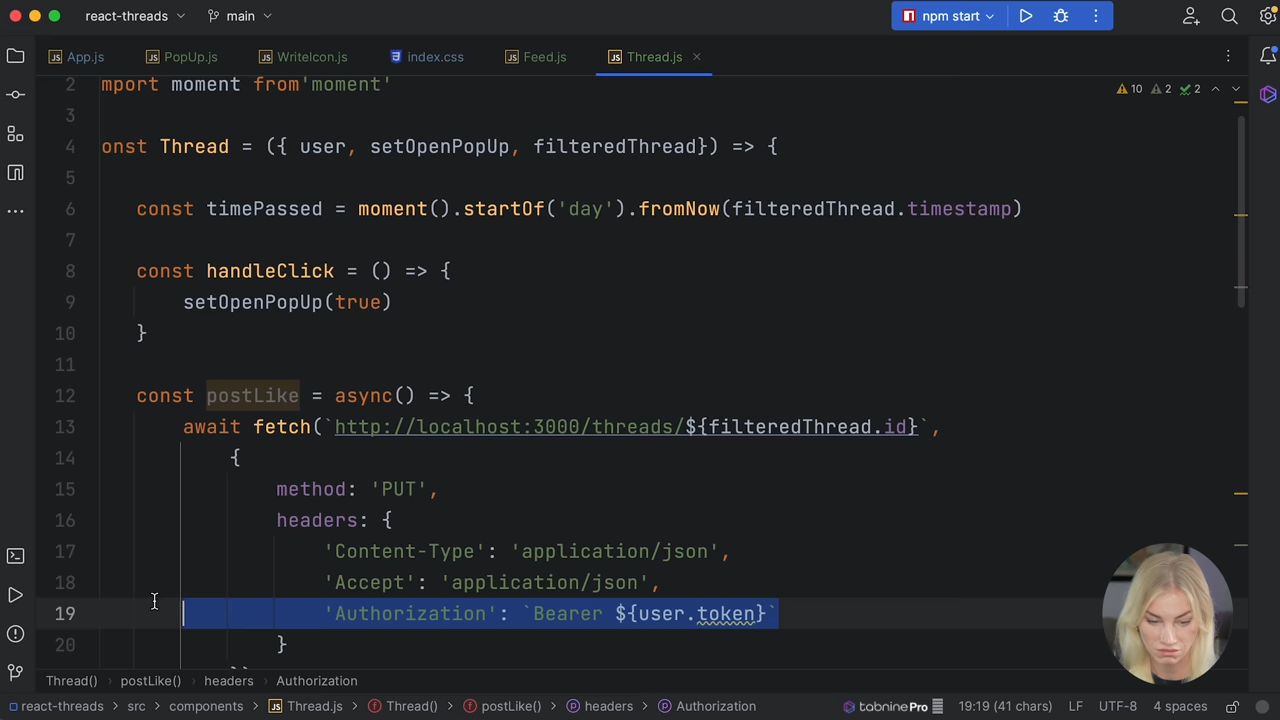 react-threads main npm start
App.js PopUp.js WriteIcon.js index.css Feed.js Thread.js
10 2 2
2 mport moment from'moment'
3
4 onst Thread = ({ user, setOpenPopUp, filteredThread}) => {
5
6 const timePassed = moment().startOf('day').fromNow(filteredThread.timestamp)
7
8 const handleClick = () => {
9 setOpenPopUp(true)
10 }
11
12 const postLike = async() => {
13 await fetch(`http://localhost:3000/threads/${filteredThread.id}`,
14 {
15 method: 'PUT',
16 headers: {
17 'Content-Type': 'application/json',
18 'Accept': 'application/json',
19 'Authorization': `Bearer ${user.token}`
20 }
Thread() postLike() headers Authorization
react-threads src components Thread.js Thread() postLike() headers Authorization tabnine Pro 19:19 (41 chars) LF UTF-8 4 spaces